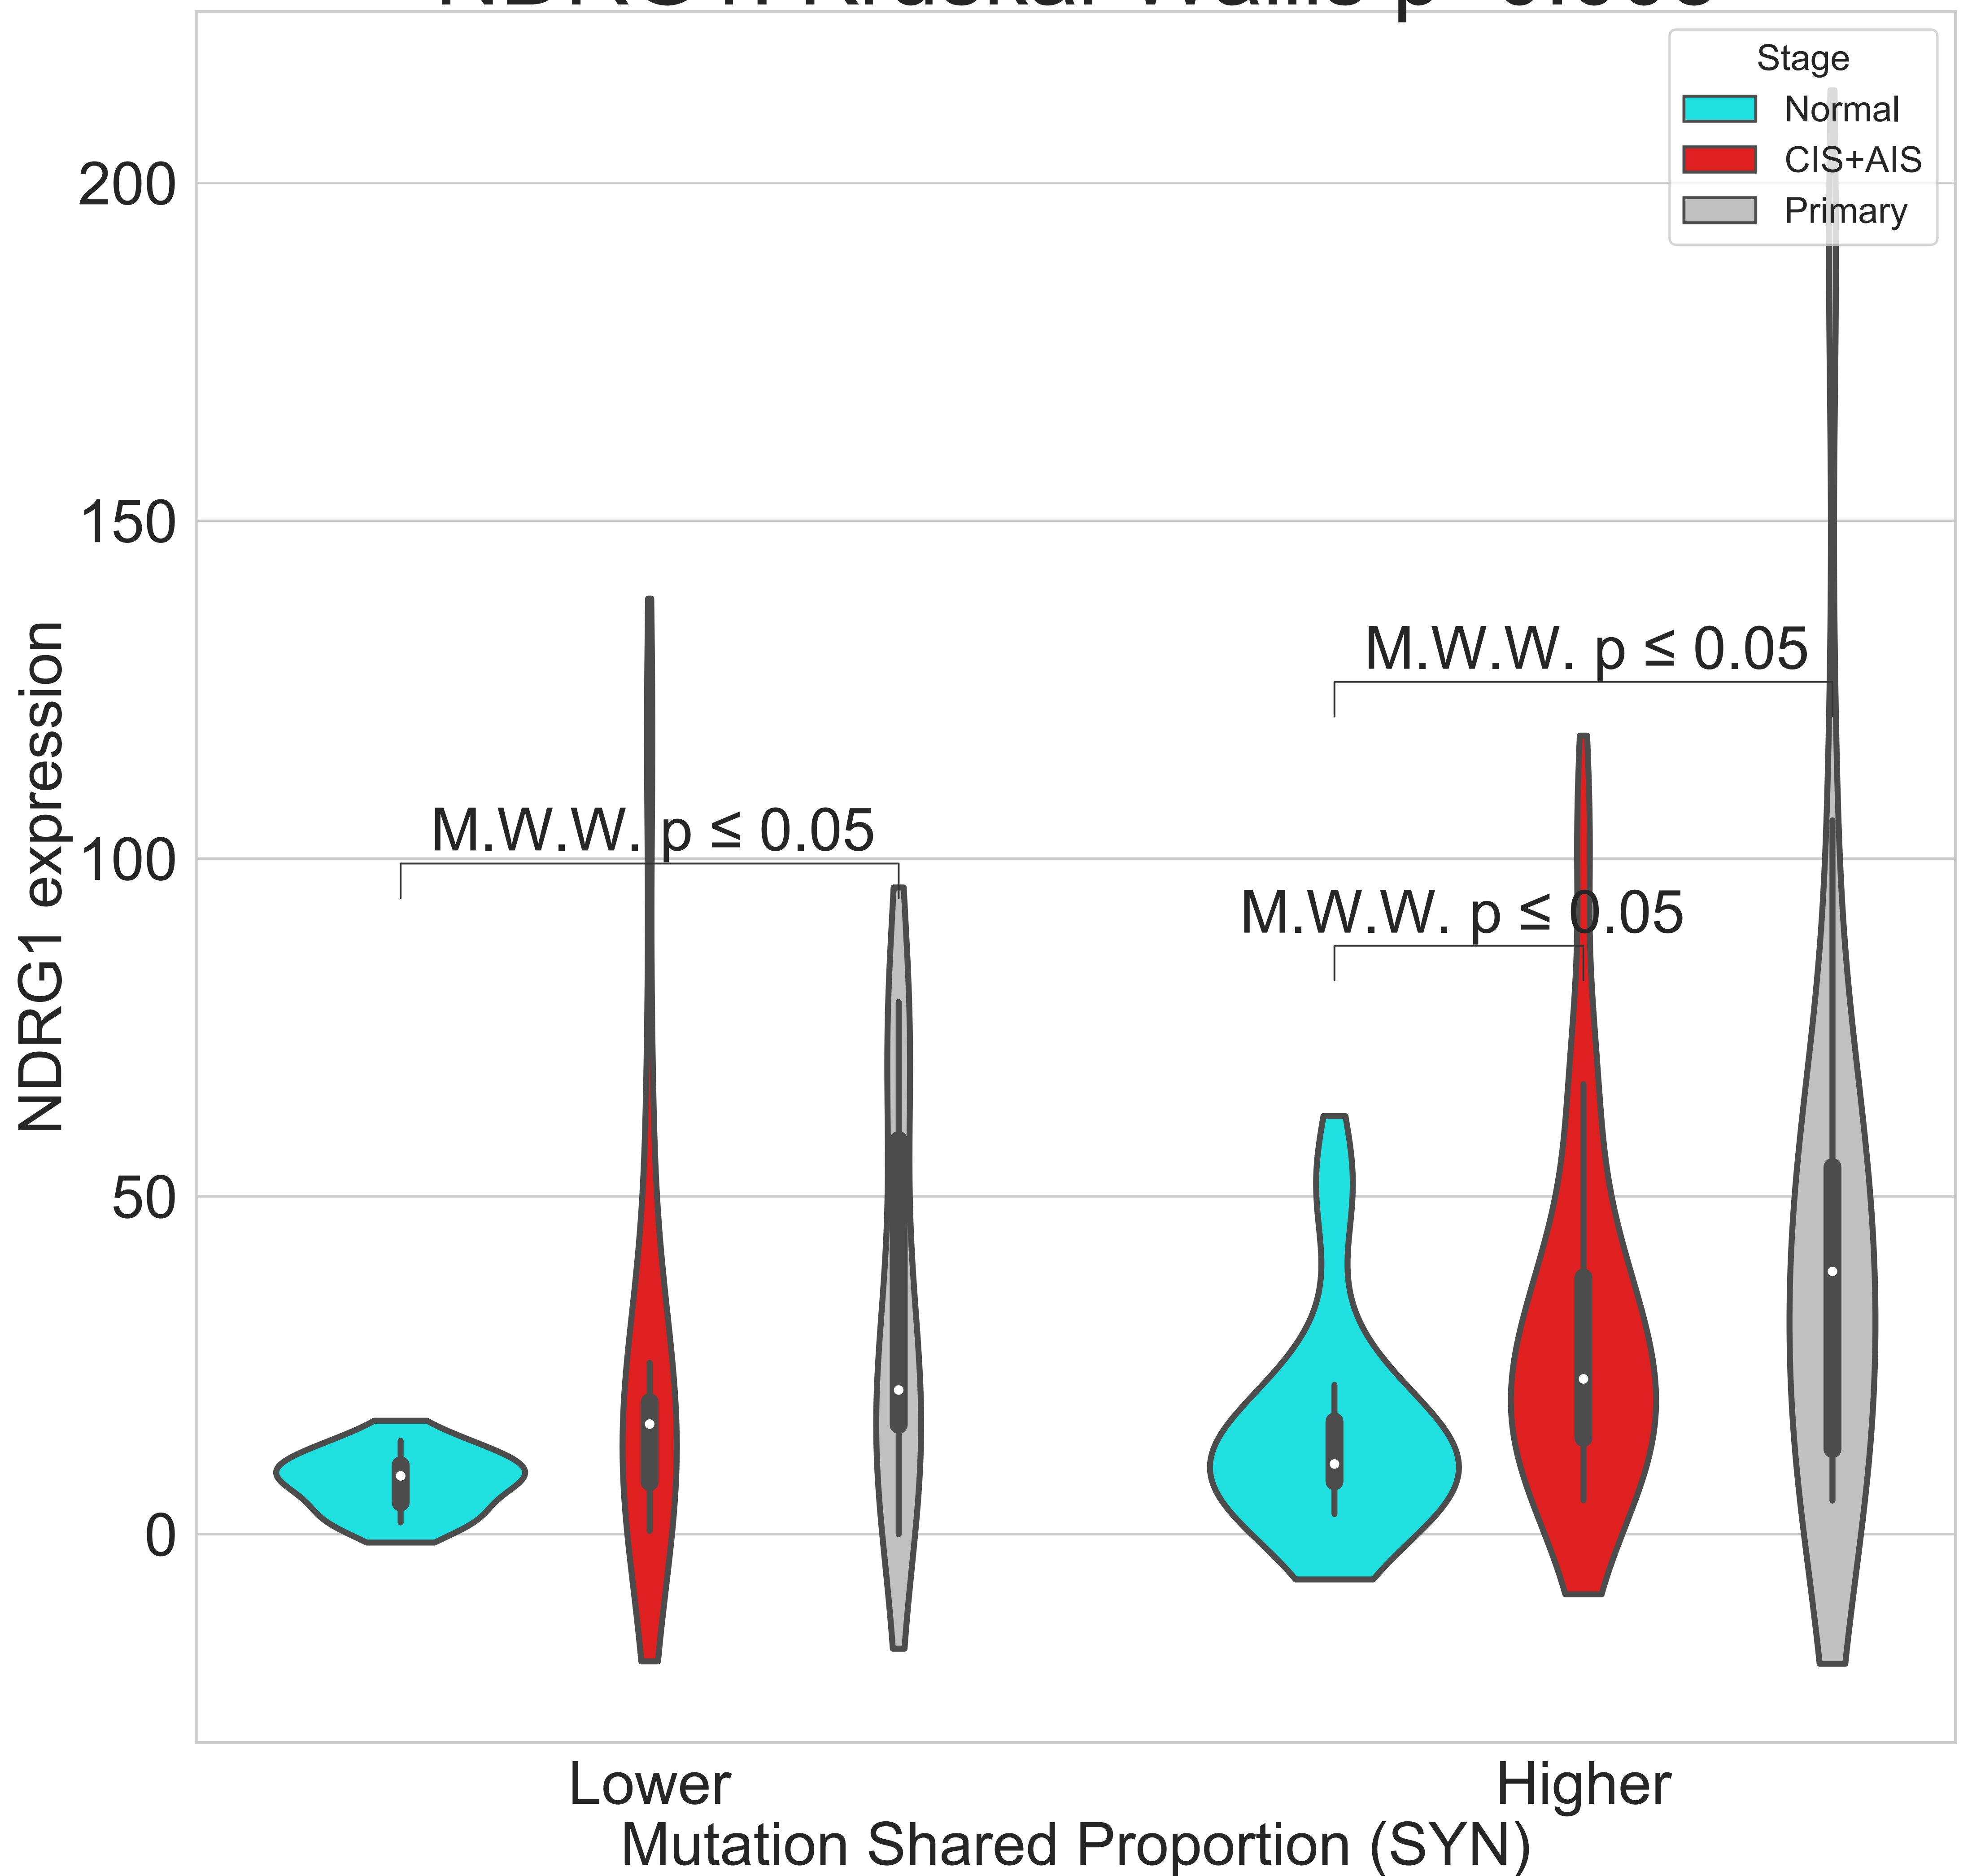 Stage
Normal
CIS+AIS
Primary
200
150
100
50
0
NDRG1 expression
M.W.W. p ≤ 0.05
M.W.W. p ≤ 0.05
M.W.W. p ≤ 0.05
Lower
Higher
Mutation Shared Proportion (SYN)